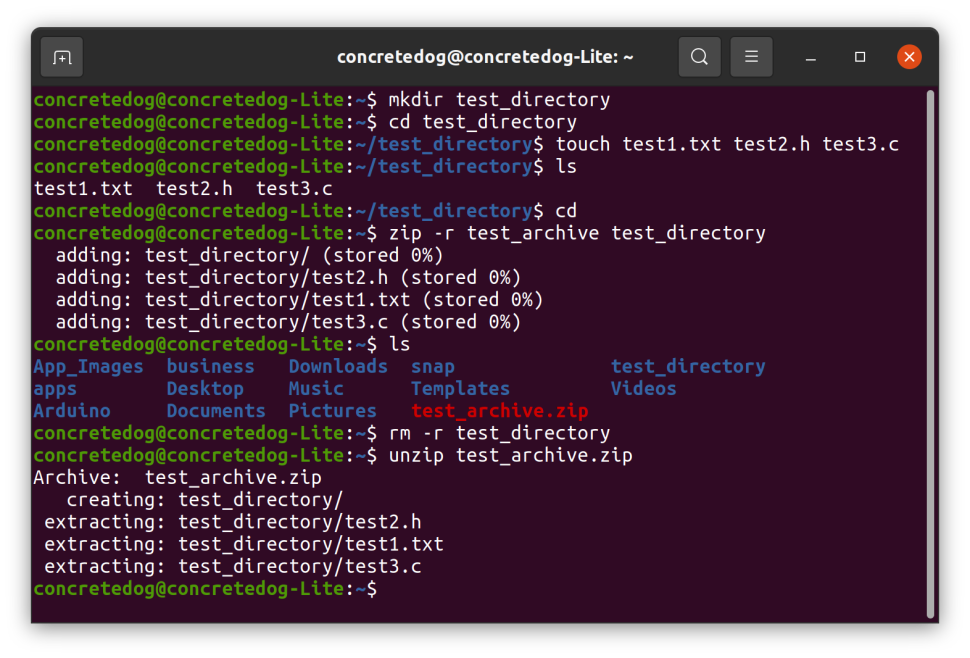 concretedog@concretedog-Lite: ~
concretedog@concretedog-Lite:~$ mkdir test_directory
concretedog@concretedog-Lite:~$ cd test_directory
concretedog@concretedog-Lite:~/test_directory$ touch test1.txt test2.h test3.c
concretedog@concretedog-Lite:~/test_directory$ ls
test1.txt  test2.h  test3.c
concretedog@concretedog-Lite:~/test_directory$ cd
concretedog@concretedog-Lite:~$ zip -r test_archive test_directory
  adding: test_directory/ (stored 0%)
  adding: test_directory/test2.h (stored 0%)
  adding: test_directory/test1.txt (stored 0%)
  adding: test_directory/test3.c (stored 0%)
concretedog@concretedog-Lite:~$ ls
App_Images  business   Downloads  snap              test_directory
apps        Desktop    Music      Templates         Videos
Arduino     Documents  Pictures   test_archive.zip
concretedog@concretedog-Lite:~$ rm -r test_directory
concretedog@concretedog-Lite:~$ unzip test_archive.zip
Archive:  test_archive.zip
   creating: test_directory/
 extracting: test_directory/test2.h
 extracting: test_directory/test1.txt
 extracting: test_directory/test3.c
concretedog@concretedog-Lite:~$